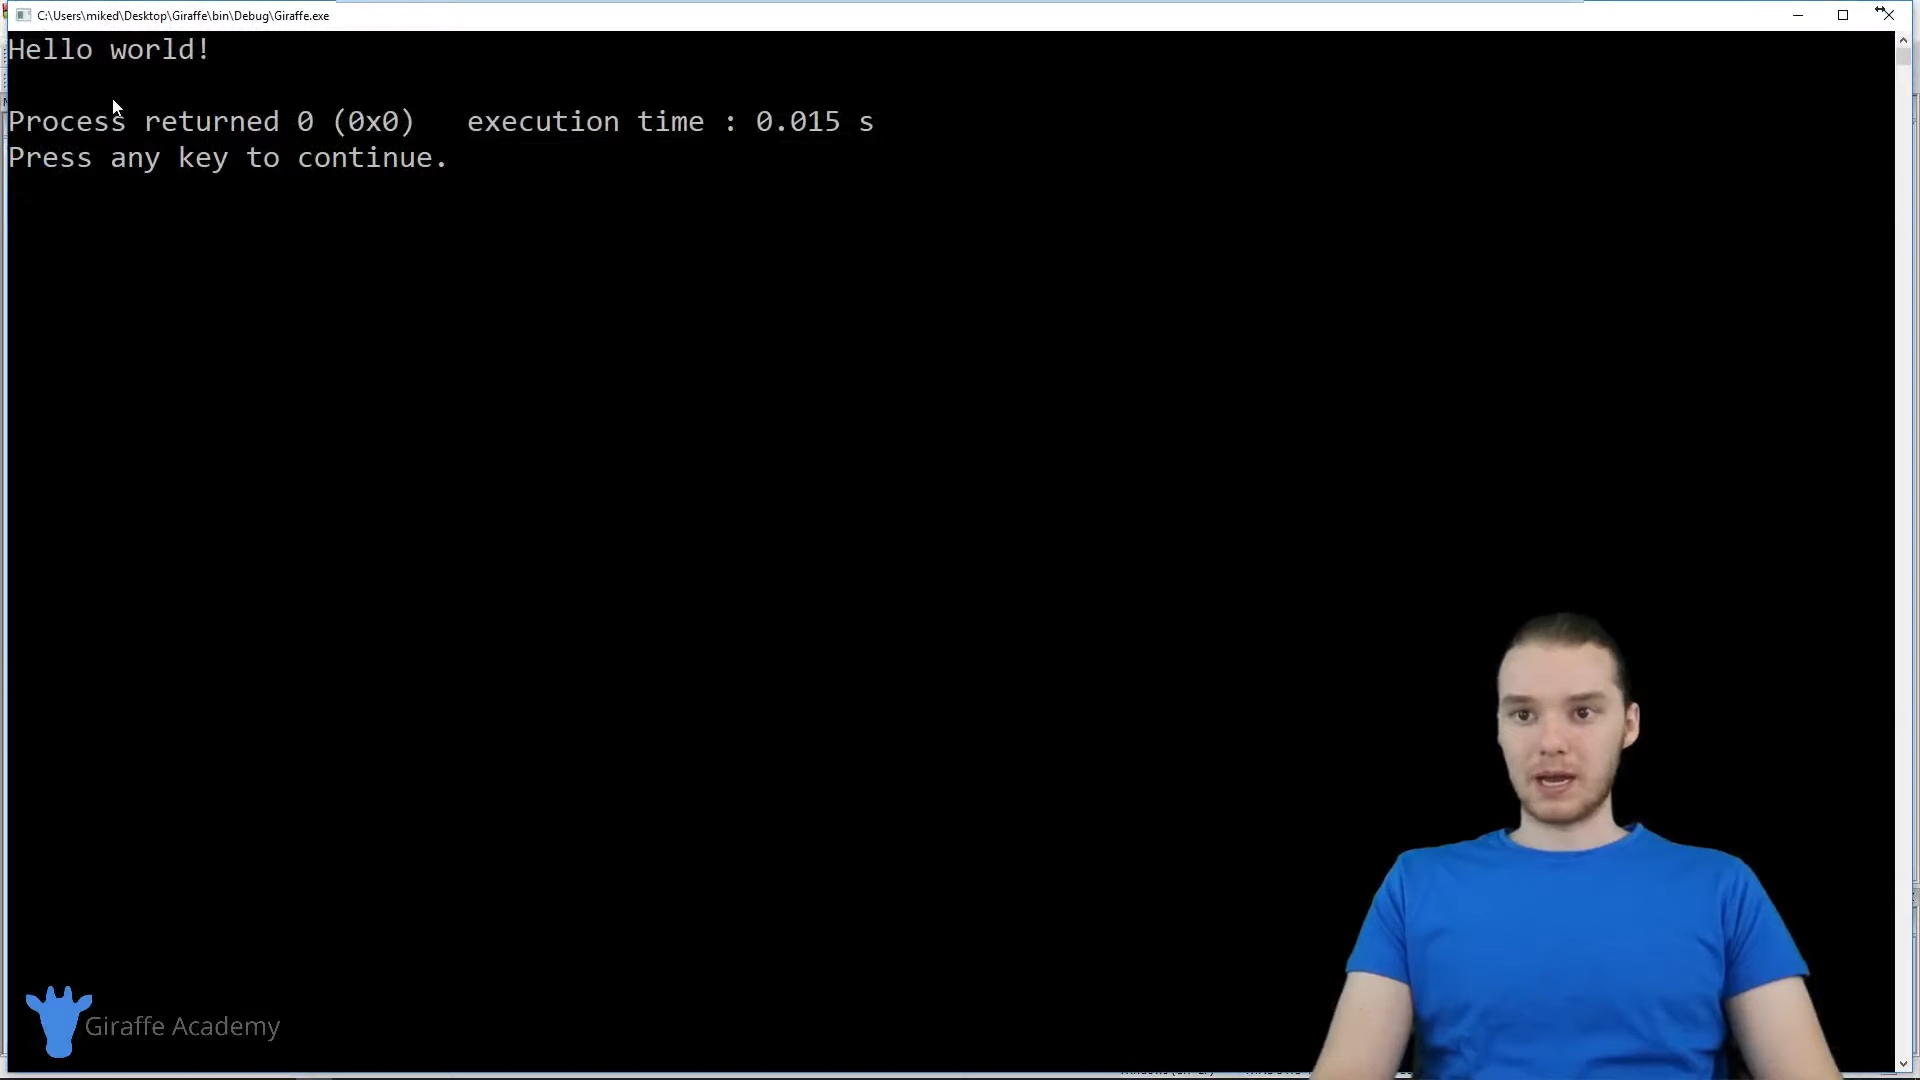 C:\Users\miked\Desktop\Giraffe\bin\Debug\Giraffe.exe
Hello world!
Process returned 0 (0x0)   execution time : 0.015 s
Press any key to continue.
Giraffe Academy